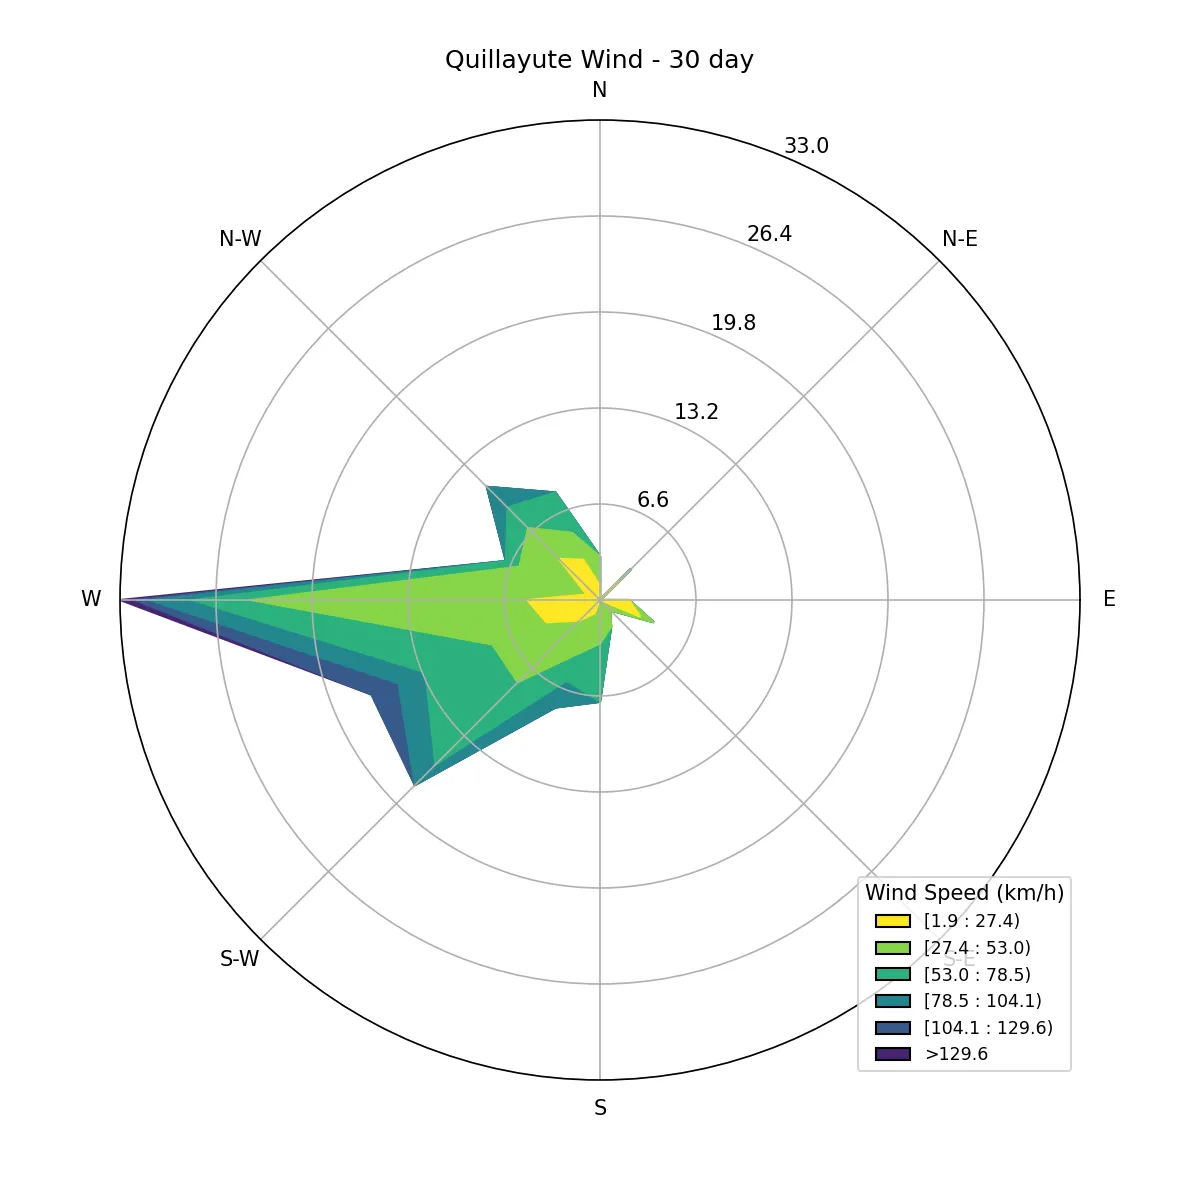 Quillayute Wind - 30 day
N
33.0
26.4
N-W
N-E
19.8
13.2
6.6
W
E
Wind Speed (km/h)
[1.9 : 27.4)
[27.4 : 53.0)
S-W
S-E
[53.0 : 78.5)
[78.5 : 104.1)
[104.1 : 129.6)
>129.6
S